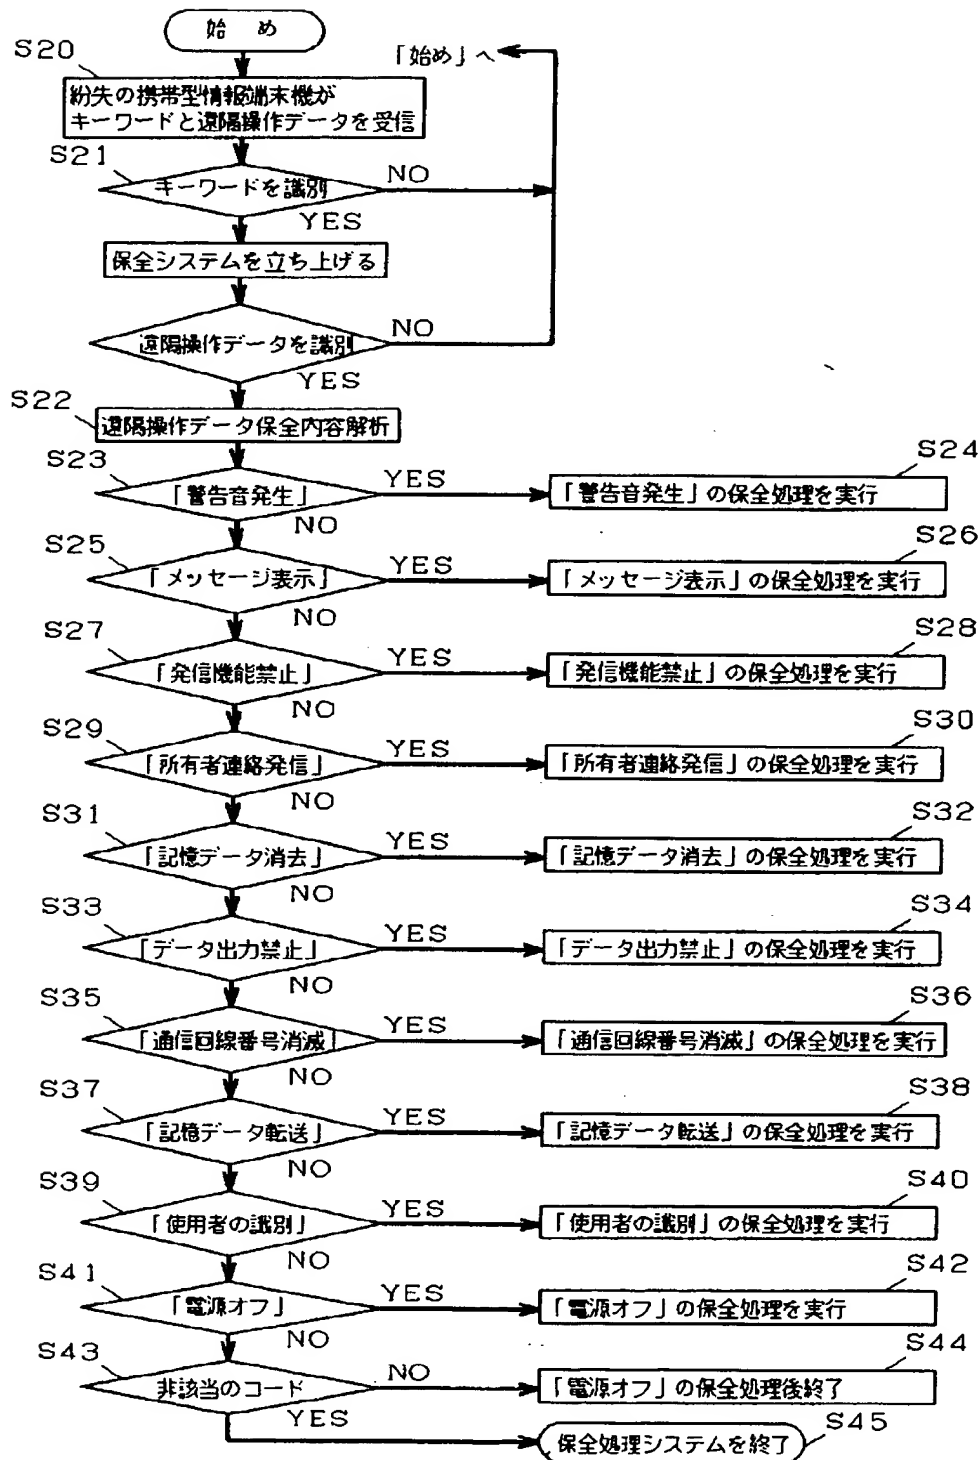 始 め
S20
「始め」へ
紛失の携帯型情報端末機が
キーワードと遠隔操作データを受信
S21
キーワードを識別
NO
YES
保全システムを立ち上げる
遠隔操作データを識別
NO
YES
S22
遠隔操作データ保全内容解析
S23
「警告音発生」
YES
S24
「警告音発生」の保全処理を実行
NO
S25
「メッセージ表示」
YES
S26
「メッセージ表示」の保全処理を実行
NO
S27
「発信機能禁止」
YES
S28
「発信機能禁止」の保全処理を実行
NO
S29
「所有者連絡発信」
YES
S30
「所有者連絡発信」の保全処理を実行
NO
S31
「記憶データ消去」
YES
S32
「記憶データ消去」の保全処理を実行
NO
S33
「データ出力禁止」
YES
S34
「データ出力禁止」の保全処理を実行
NO
S35
「通信回線番号消滅」
YES
S36
「通信回線番号消滅」の保全処理を実行
NO
S37
「記憶データ転送」
YES
S38
「記憶データ転送」の保全処理を実行
NO
S39
「使用者の識別」
YES
S40
「使用者の識別」の保全処理を実行
NO
S41
「電源オフ」
YES
S42
「電源オフ」の保全処理を実行
NO
S43
非該当のコード
NO
S44
「電源オフ」の保全処理後終了
YES
S45
保全処理システムを終了